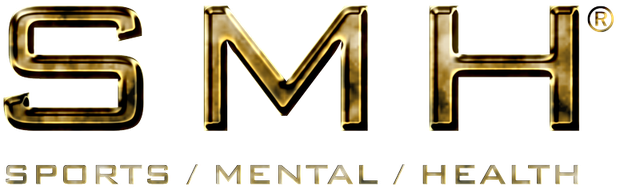 SMH®
SPORTS / MENTAL / HEALTH